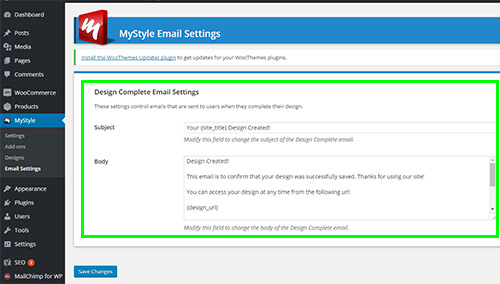 Dashboard
Posts
Media
Pages
Comments
WooCommerce
Products
MyStyle
Settings
Add-ons
Designs
Email Settings
Appearance
Plugins
Users
Tools
Settings
SEO 2
MailChimp for WP
MyStyle Email Settings
Install the WooThemes Updater plugin to get updates for your WooThemes plugins.
Design Complete Email Settings
These settings control emails that are sent to users when they complete their design.
Subject
Your {site_title} Design Created!
Modify this field to change the subject of the Design Complete email.
Body
Design Created!
This email is to confirm that your design was successfully saved. Thanks for using our site!
You can access your design at any time from the following url:
{design_url}
Modify this field to change the body of the Design Complete email.
Save Changes